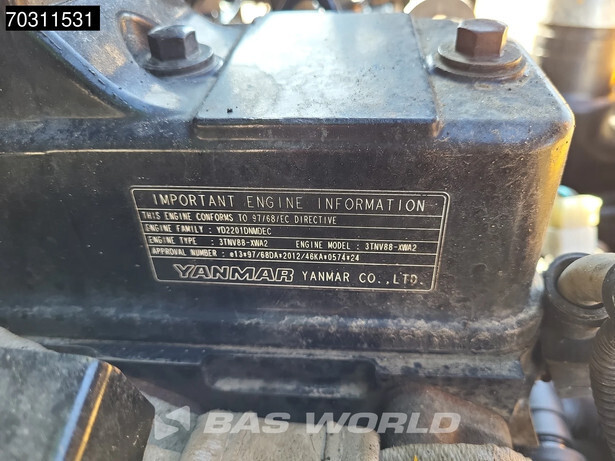 70311531
IMPORTANT ENGINE INFORMATION
THIS ENGINE CONFORMS TO 97/68/EC DIRECTIVE
ENGINE FAMILY : YD2201DNMDEC
ENGINE TYPE : 3TNV88-XWA2 ENGINE MODEL : 3TNV88-XWA2
APPROVAL NUMBER : e13*97/68DA*2012/46KA*0574*24
YANMAR YANMAR CO.,LTD.
BAS WORLD